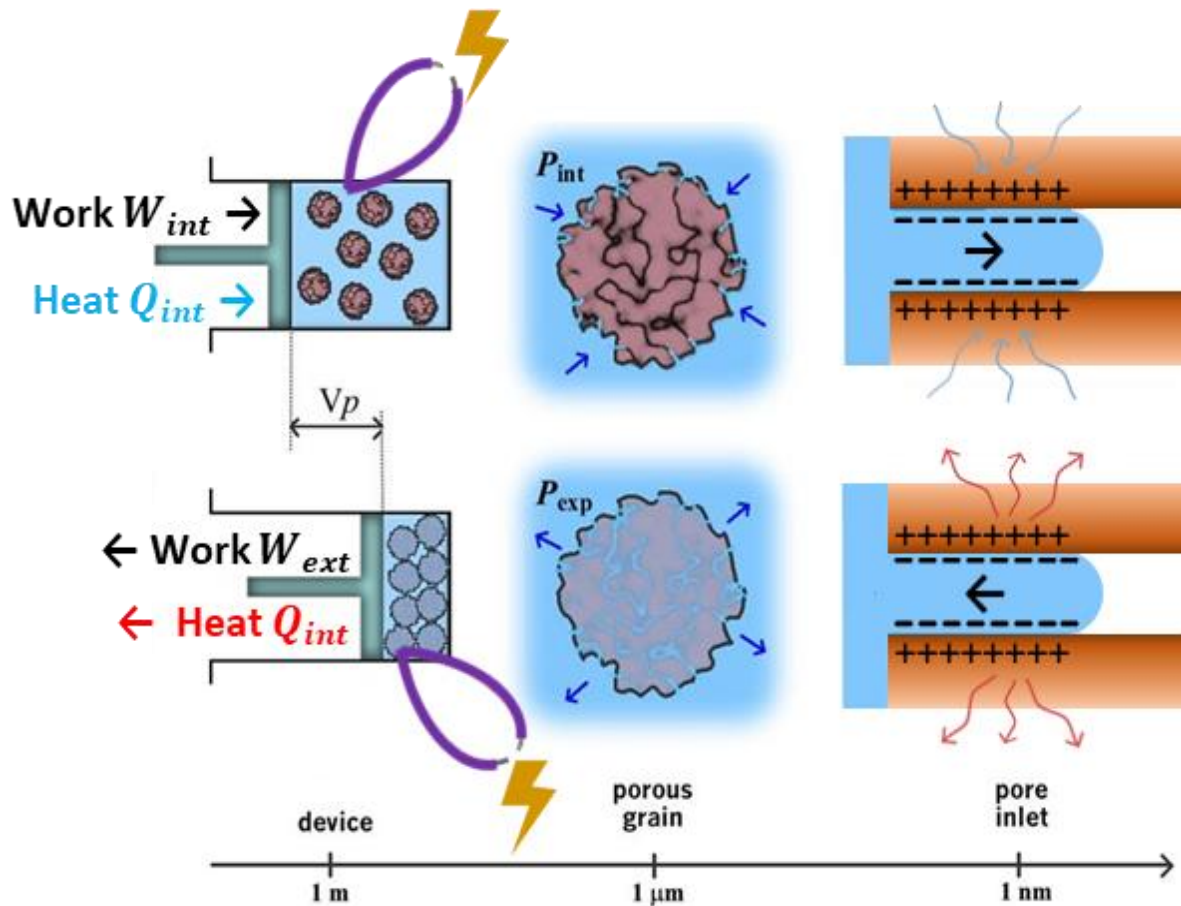 P_int
Work W_int →
Heat Q_int →
++++++++
– – – – – – – –
→
– – – – – – – –
++++++++
Vp
P_exp
← Work W_ext
← Heat Q_int
++++++++
– – – – – – – –
←
– – – – – – – –
++++++++
device
porous
grain
pore
inlet
1 m
1 μm
1 nm